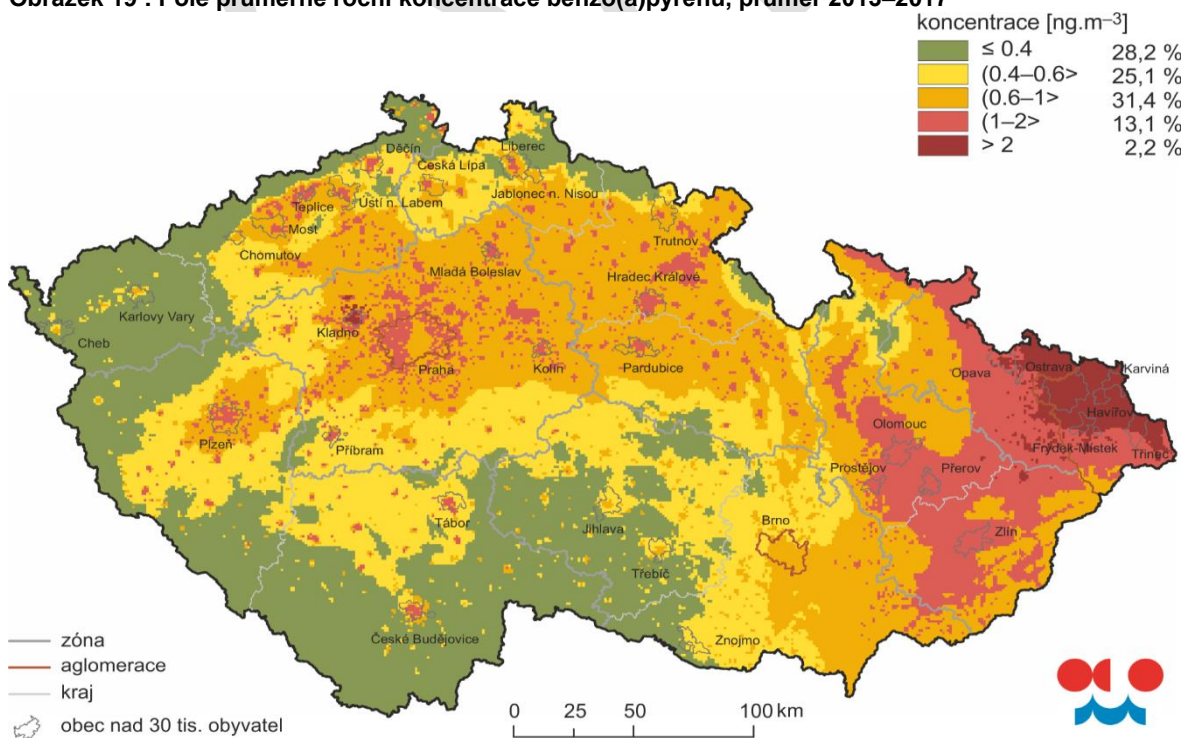 Obrázek 19 : Pole průměrné roční koncentrace benzo(a)pyrenu, průměr 2013–2017
koncentrace [ng.m–3]
≤ 0.4 28,2 %
(0.4–0.6> 25,1 %
(0.6–1> 31,4 %
(1–2> 13,1 %
> 2 2,2 %
Děčín
Liberec
Česká Lípa
Teplice
Ústí n. Labem
Jablonec n. Nisou
Most
Chomutov
Trutnov
Mladá Boleslav
Hradec Králové
Karlovy Vary
Kladno
Cheb
Praha
Kolín
Pardubice
Opava
Ostrava
Karviná
Havířov
Olomouc
Plzeň
Příbram
Frýdek-Místek
Třinec
Prostějov
Přerov
Tábor
Jihlava
Brno
Zlín
Třebíč
České Budějovice
Znojmo
zóna
aglomerace
kraj
obec nad 30 tis. obyvatel
0 25 50 100 km